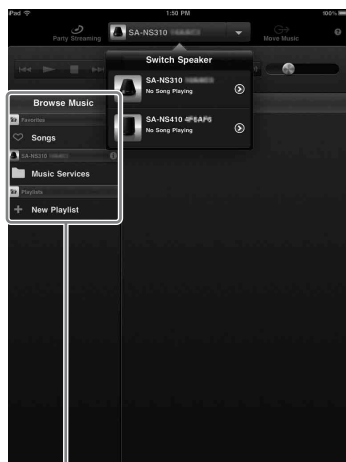 iPad 1:50 PM 100%
Party Streaming SA-NS310 Move Music
Switch Speaker
SA-NS310
No Song Playing
SA-NS410 4F6AF6
No Song Playing
Browse Music
Favorites
Songs
SA-NS310
Music Services
Playlists
New Playlist